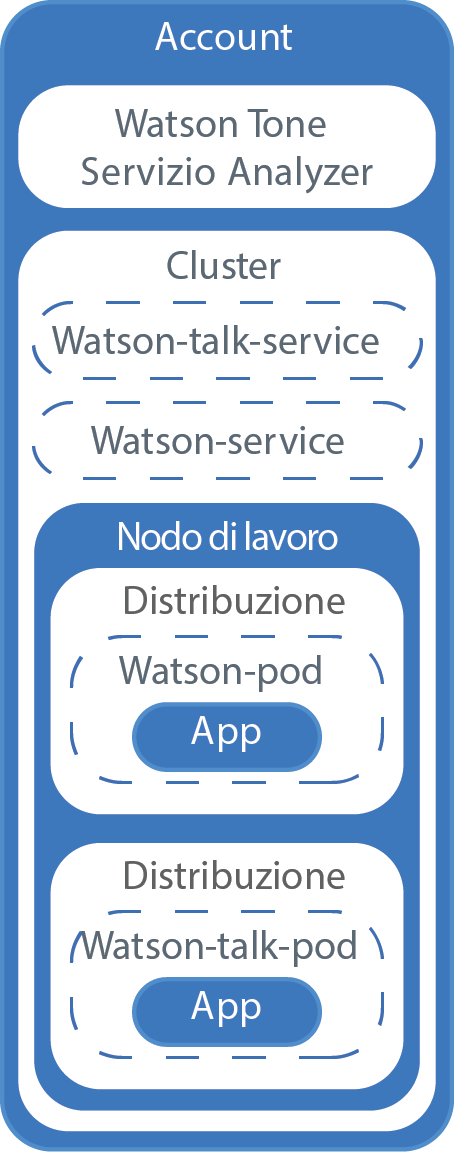 Account
Watson Tone
Servizio Analyzer
Cluster
Watson-talk-service
Watson-service
Nodo di lavoro
Distribuzione
Watson-pod
App
Distribuzione
Watson-talk-pod
App